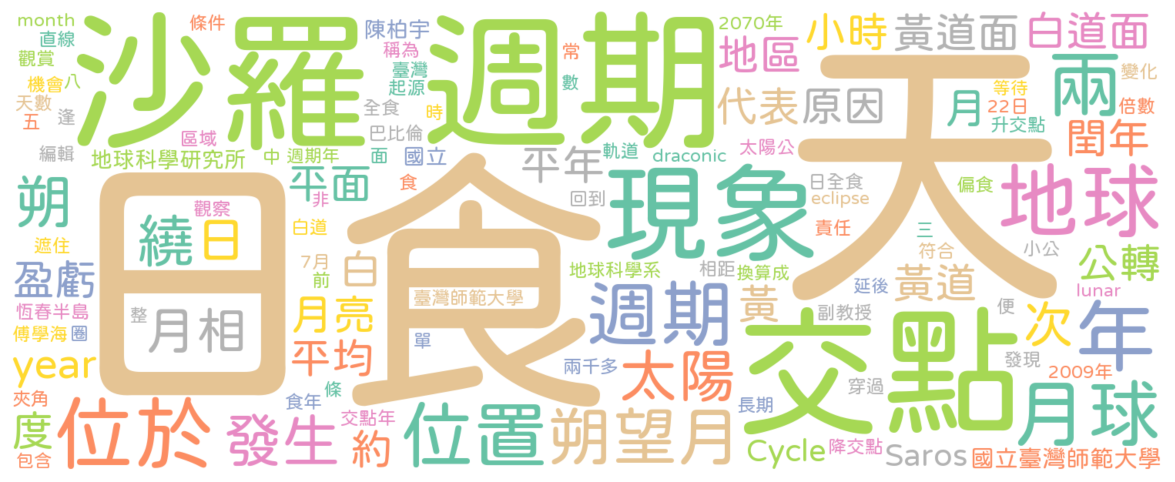 month
直線
觀賞
機會
八
天數
五
逢
編輯
條件
沙羅週期
陳柏宇
稱為
臺灣
起源
全食
巴比倫
時
常
數
地區
2070年
小時
黃道面
白道面
代表
原因
天
等待
月
22日
升交點
兩
變化
倍數
閏年
區域
地球科學研究所
中
週期年
面
國立
軌道
draconic
太陽公
平年
平面
非
食
回到
現象
日全食
eclipse
責任
偏食
三
符合
地球
小公
公轉
lunar
朔
繞
觀察
日
遮住
盈虧
恆春半島
傅學海
圈
整
月相
日食
白道
7月
前
白
月亮
臺灣師範大學
地球科學系
相距
換算成
延後
黃道
黃
副教授
便
次
年
發現
週期
單
兩千多
太陽
交點
穿過
2009年
月球
year
夾角
度
包含
位於
發生
平均
食年
條
交點年
約
位置
朔望月
長期
Cycle
降交點
Saros
國立臺灣師範大學